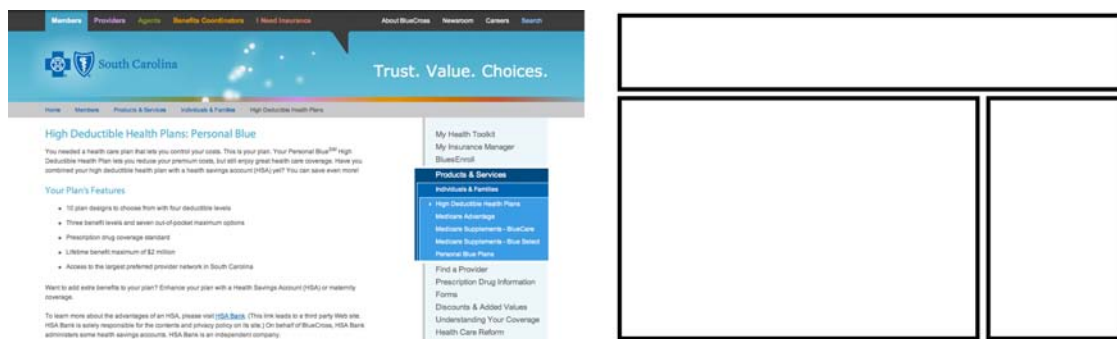 Members Providers Agents Benefits Coordinators I Need Insurance About BlueCross Newsroom Careers Search
South Carolina
Trust. Value. Choices.
Home Members Products & Services Individuals & Families High Deductible Health Plans
High Deductible Health Plans: Personal Blue
You needed a health care plan that lets you control your costs. This is your plan. Your Personal Blue℠ High
Deductible Health Plan lets you reduce your premium costs, but still enjoy great health care coverage. Have you
combined your high deductible health plan with a health savings account (HSA) yet? You can save even more!
Your Plan's Features
• 10 plan designs to choose from with four deductible levels
• Three benefit levels and seven out-of-pocket maximum options
• Prescription drug coverage standard
• Lifetime benefit maximum of $2 million
• Access to the largest preferred provider network in South Carolina
Want to add extra benefits to your plan? Enhance your plan with a Health Savings Account (HSA) or maternity
coverage.
To learn more about the advantages of an HSA, please visit HSA Bank. (This link leads to a third party Web site.
HSA Bank is solely responsible for the contents and privacy policy on its site.) On behalf of BlueCross, HSA Bank
administers some health savings accounts. HSA Bank is an independent company.
My Health Toolkit
My Insurance Manager
BluesEnroll
Products & Services
Individuals & Families
High Deductible Health Plans
Medicare Advantage
Medicare Supplements - BlueCare
Medicare Supplements - Blue Select
Personal Blue Plans
Find a Provider
Prescription Drug Information
Forms
Discounts & Added Values
Understanding Your Coverage
Health Care Reform